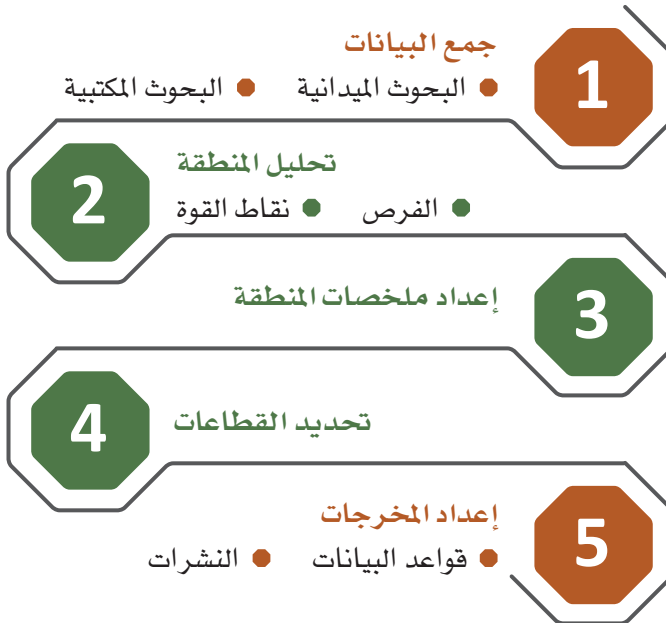 1
جمع البيانات
البحوث الميدانية البحوث المكتبية
2
تحليل المنطقة
الفرص نقاط القوة
3
إعداد ملخصات المنطقة
4
تحديد القطاعات
5
إعداد المخرجات
قواعد البيانات النشرات